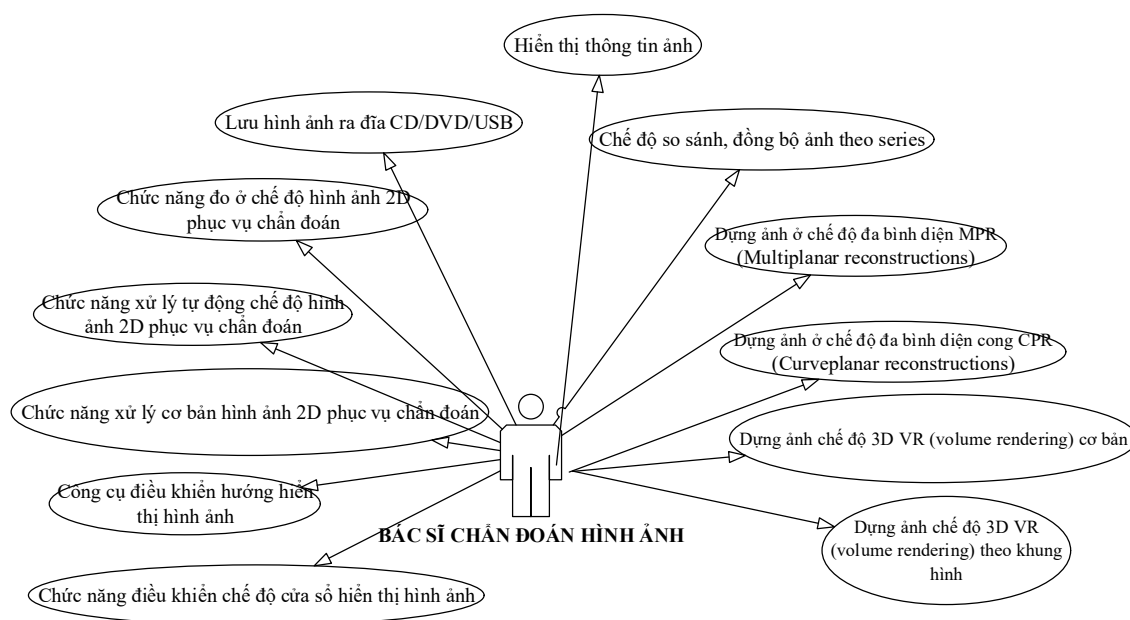 Hiển thị thông tin ảnh
Lưu hình ảnh ra đĩa CD/DVD/USB
Chế độ so sánh, đồng bộ ảnh theo series
Chức năng đo ở chế độ hình ảnh 2D
phục vụ chẩn đoán
Dựng ảnh ở chế độ đa bình diện MPR
(Multiplanar reconstructions)
Chức năng xử lý tự động chế độ hình
ảnh 2D phục vụ chẩn đoán
Dựng ảnh ở chế độ đa bình diện cong CPR
(Curveplanar reconstructions)
Chức năng xử lý cơ bản hình ảnh 2D phục vụ chẩn đoán
Dựng ảnh chế độ 3D VR (volume rendering) cơ bản
Công cụ điều khiển hướng hiển
thị hình ảnh
BÁC SĨ CHẨN ĐOÁN HÌNH ẢNH
Dựng ảnh chế độ 3D VR
(volume rendering) theo khung
hình
Chức năng điều khiển chế độ cửa sổ hiển thị hình ảnh